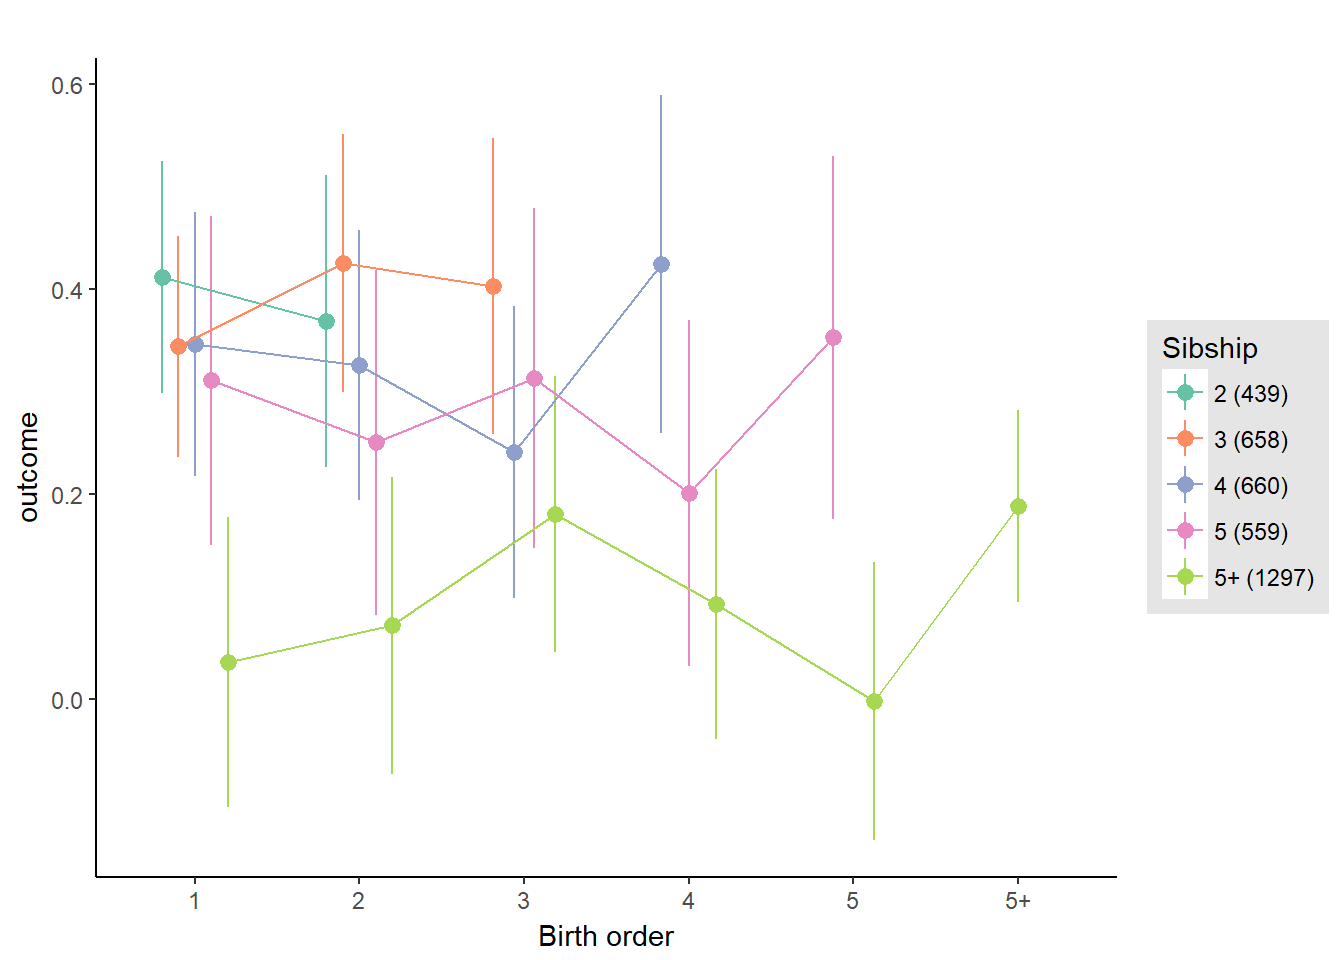 0.6
0.4
0.2
0.0
outcome
1 2 3 4 5 5+
Birth order
Sibship
2 (439)
3 (658)
4 (660)
5 (559)
5+ (1297)